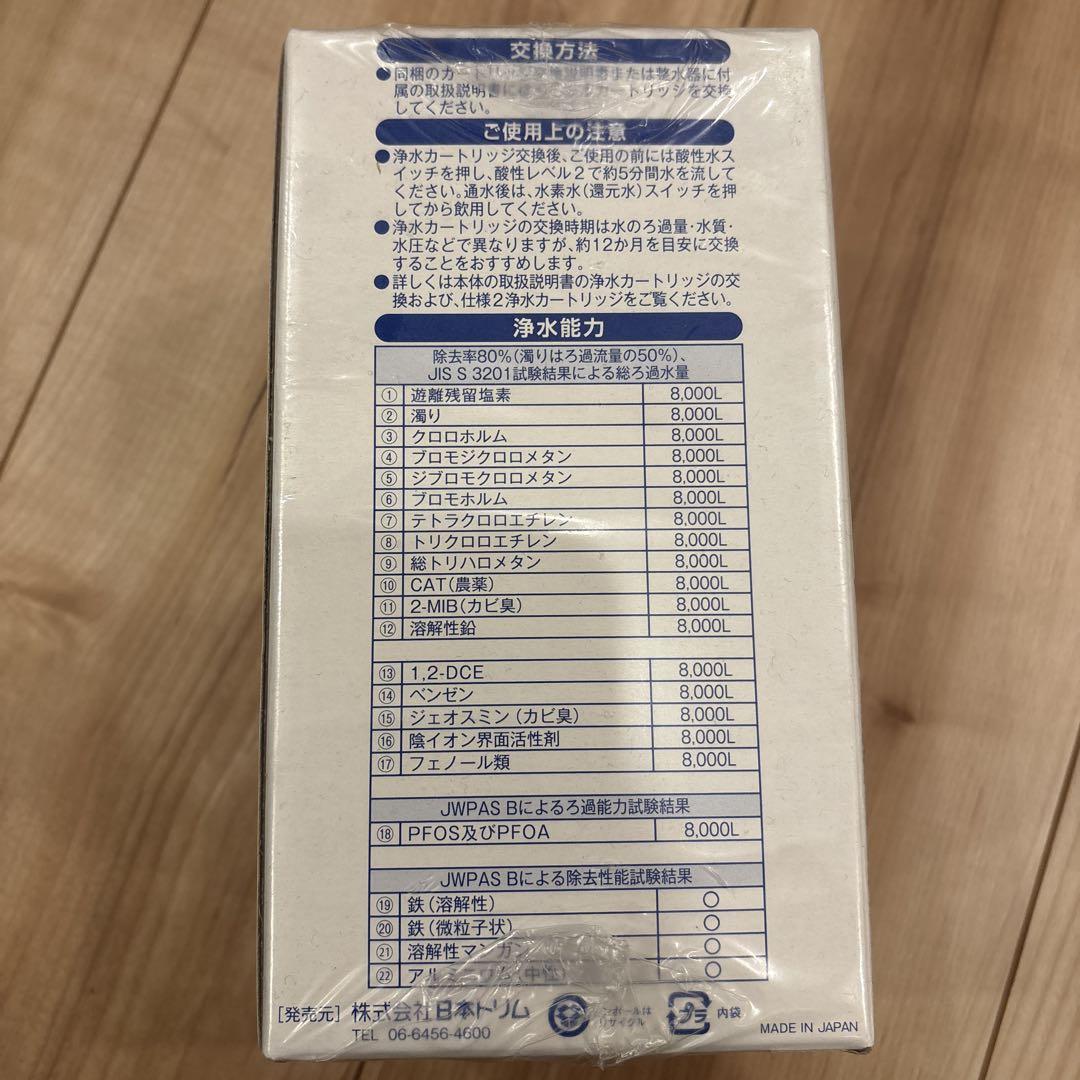 交換方法
●同梱のカートリッジ交換説明書または整水器に付
属の取扱説明書に カートリッジを交換
してください。
ご使用上の注意
●浄水カートリッジ交換後、ご使用の前には酸性水ス
イッチを押し、酸性レベル2で約5分間水を流して
ください。通水後は、水素水(還元水)スイッチを押
してから飲用してください。
●浄水カートリッジの交換時期は水のろ過量・水質・
水圧などで異なりますが、約12か月を目安に交換
することをおすすめします。
●詳しくは本体の取扱説明書の浄水カートリッジの交
換および、仕様2浄水カートリッジをご覧ください。
浄水能力
除去率80%(濁りはろ過流量の50%)、
JIS S 3201試験結果による総ろ過水量
① 遊離残留塩素 8,000L
② 濁り 8,000L
③ クロロホルム 8,000L
④ ブロモジクロロメタン 8,000L
⑤ ジブロモクロロメタン 8,000L
⑥ ブロモホルム 8,000L
⑦ テトラクロロエチレン 8,000L
⑧ トリクロロエチレン 8,000L
⑨ 総トリハロメタン 8,000L
⑩ CAT(農薬) 8,000L
⑪ 2-MIB(カビ臭) 8,000L
⑫ 溶解性鉛 8,000L
⑬ 1,2-DCE 8,000L
⑭ ベンゼン 8,000L
⑮ ジェオスミン(カビ臭) 8,000L
⑯ 陰イオン界面活性剤 8,000L
⑰ フェノール類 8,000L
JWPAS Bによるろ過能力試験結果
⑱ PFOS及びPFOA 8,000L
JWPAS Bによる除去性能試験結果
⑲ 鉄(溶解性) ○
⑳ 鉄(微粒子状) ○
㉑ 溶解性マンガン ○
㉒ アルミニウム(中性) ○
[発売元] 株式会社日本トリム
TEL 06-6456-4600
ダンボールは
リサイクル
プラ
内袋
MADE IN JAPAN